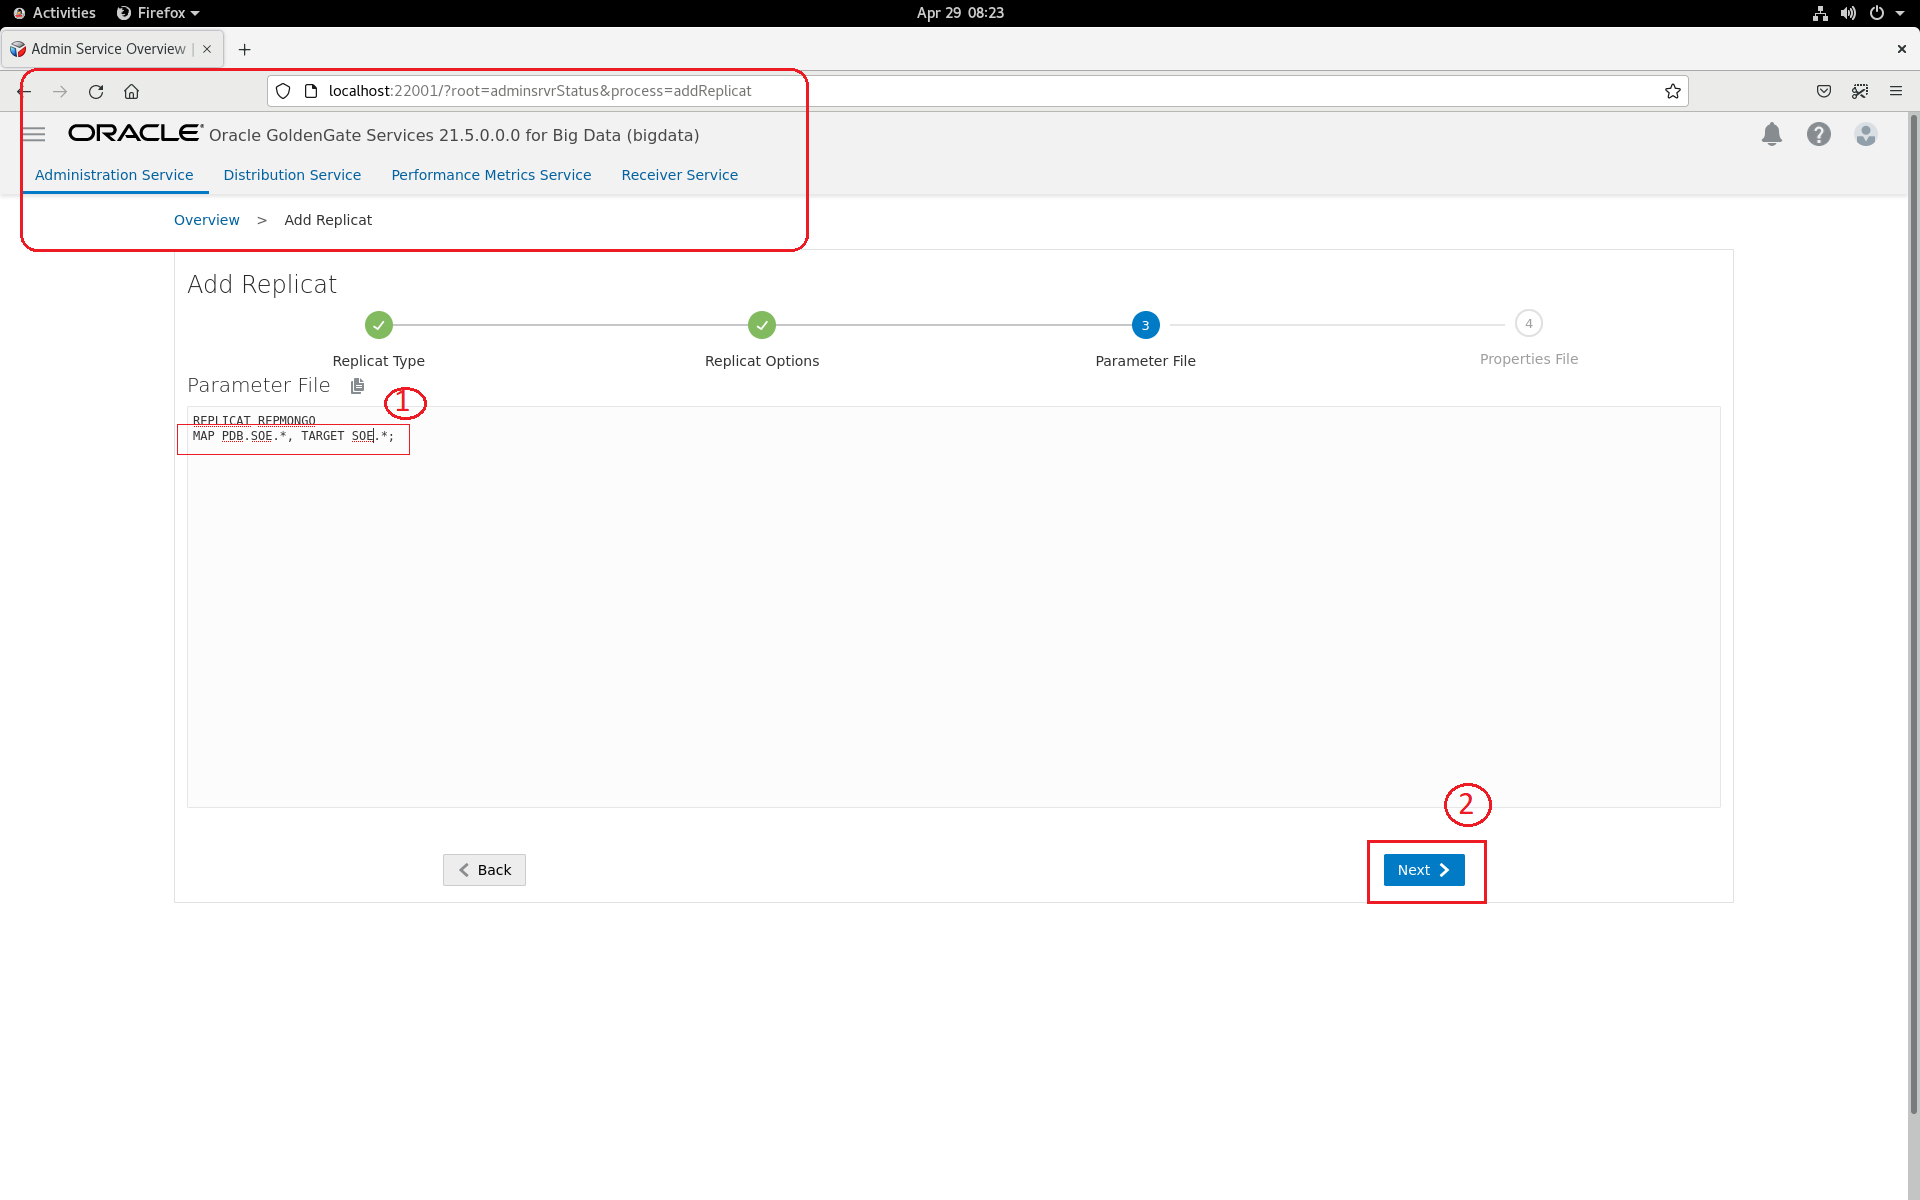 Activities Firefox Apr 29 08:23
Admin Service Overview |
localhost:22001/?root=adminsrvrStatus&process=addReplicat
ORACLE® Oracle GoldenGate Services 21.5.0.0.0 for Big Data (bigdata)
Administration Service Distribution Service Performance Metrics Service Receiver Service
Overview > Add Replicat
Add Replicat
3 4
Replicat Type Replicat Options Parameter File Properties File
Parameter File
1
REPLICAT REPMONGO
MAP PDB.SOE.*, TARGET SOE.*;
2
Back Next